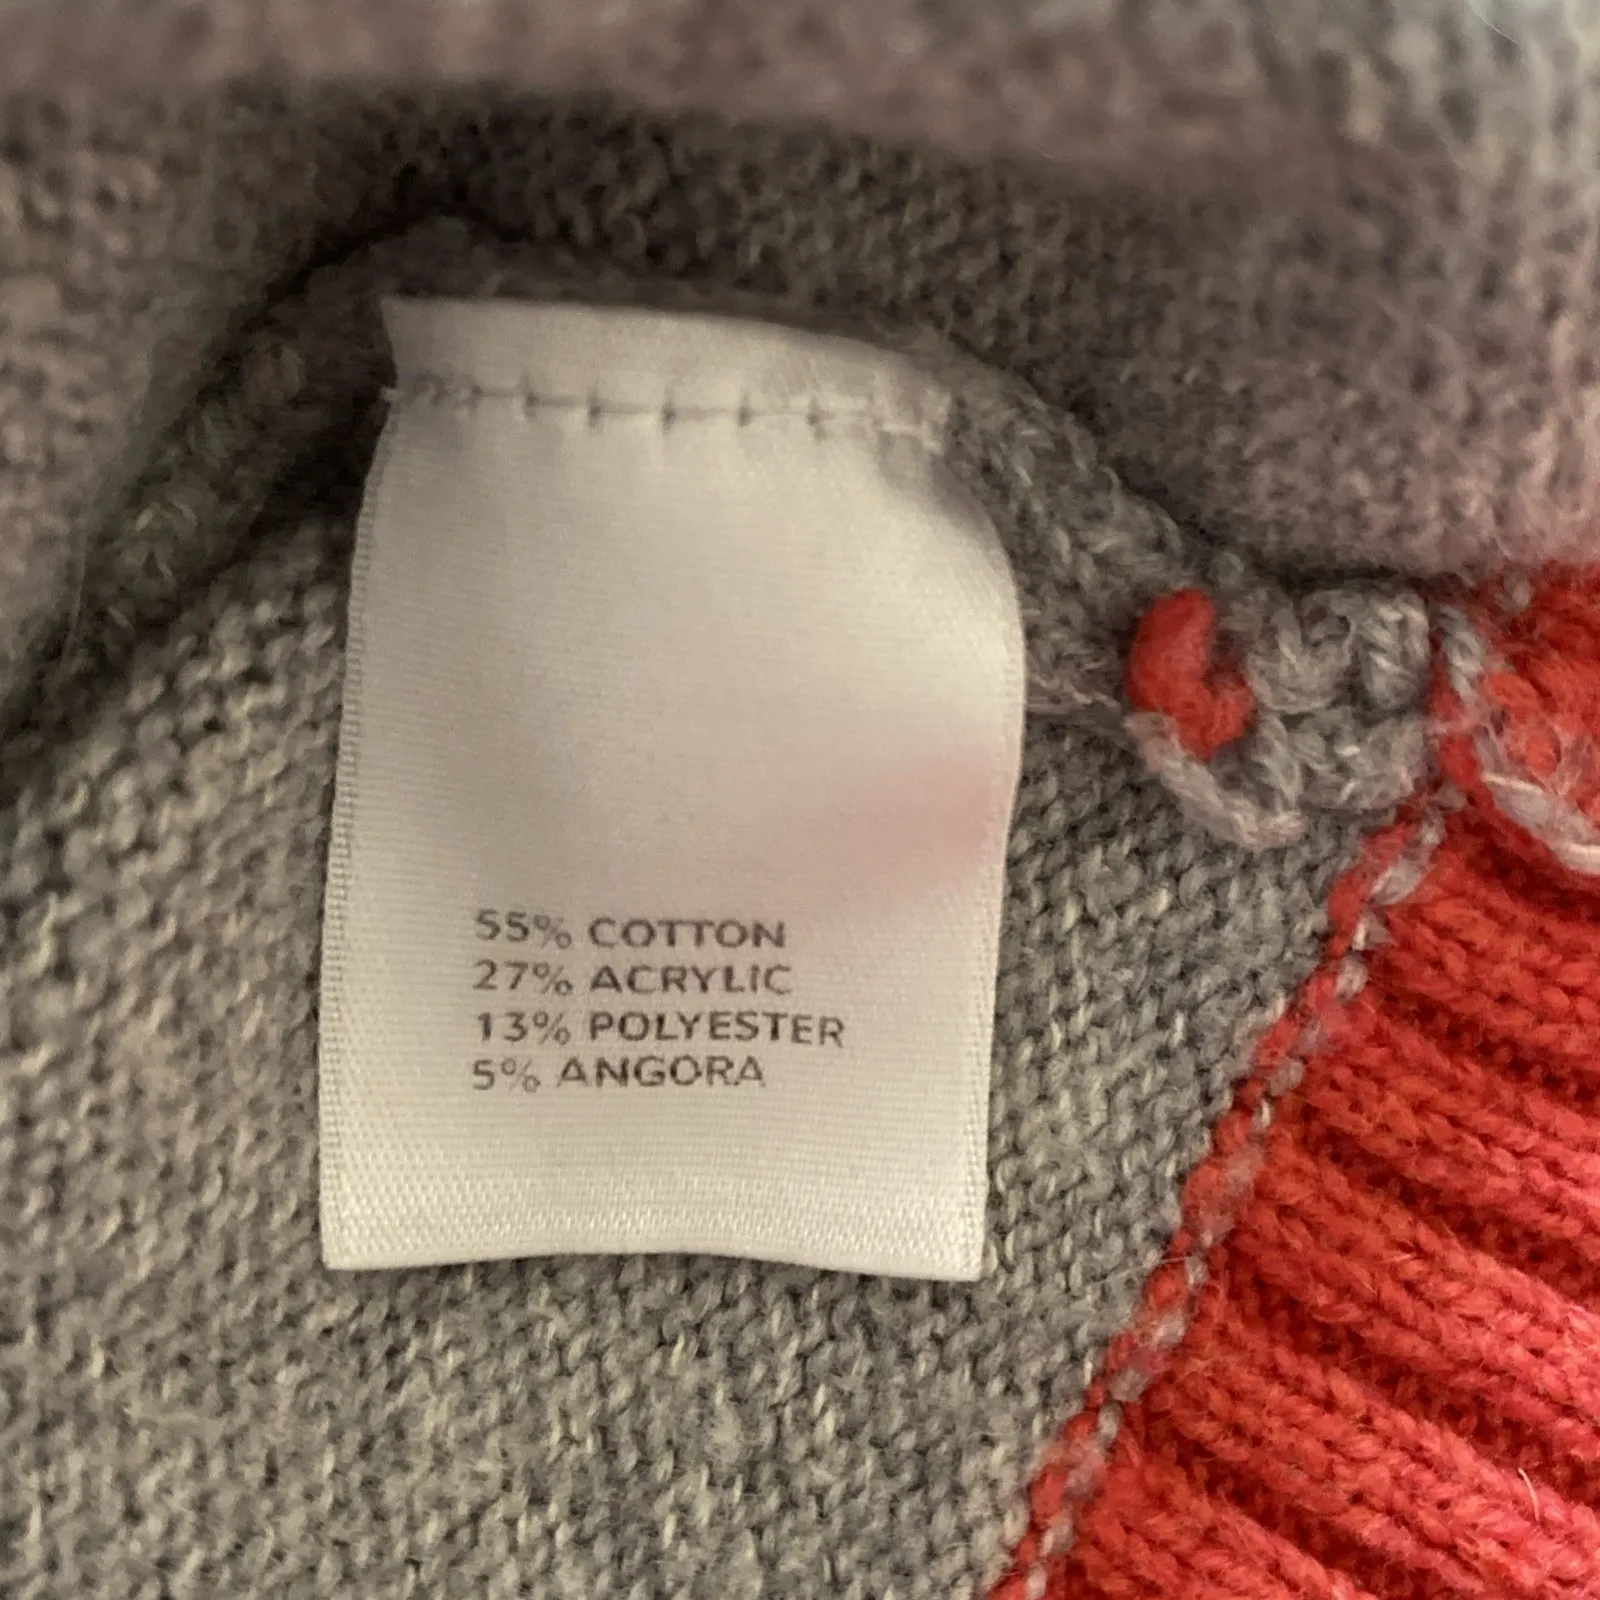 55% COTTON
27% ACRYLIC
13% POLYESTER
5% ANGORA